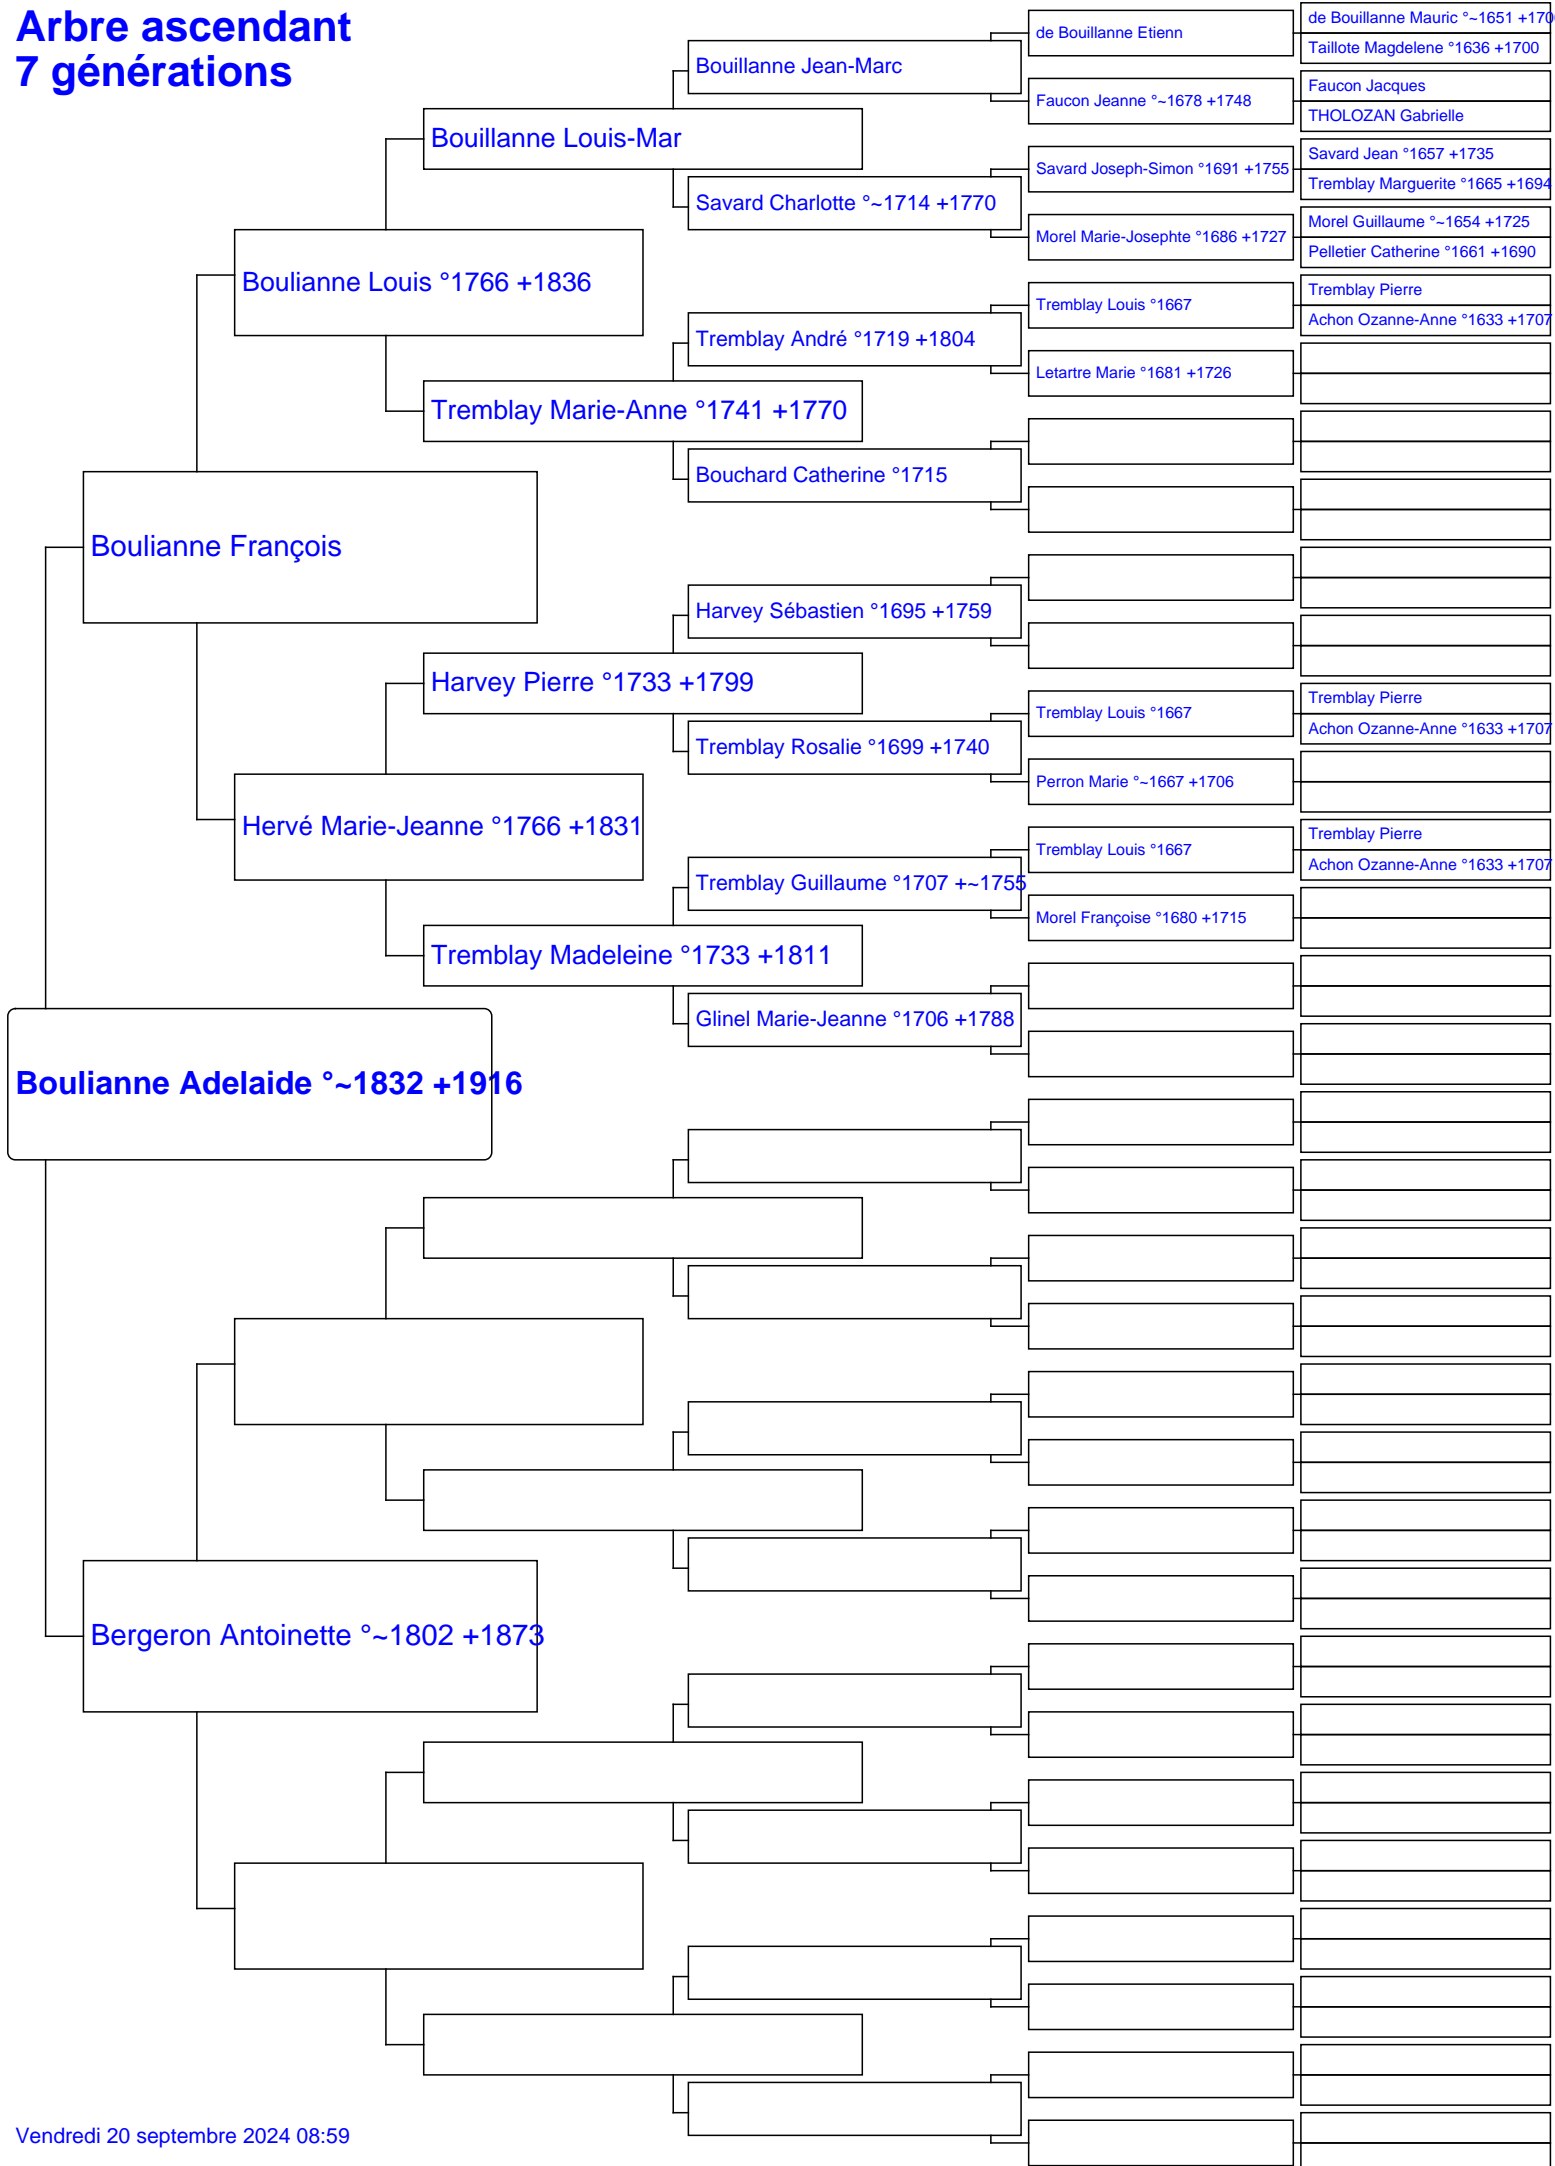 Arbre ascendant
7 générations
de Bouillanne Mauric °~1651 +170
de Bouillanne Etienn
Taillote Magdelene °1636 +1700
Bouillanne Jean-Marc
Faucon Jacques
Faucon Jeanne °~1678 +1748
THOLOZAN Gabrielle
Bouillanne Louis-Mar
Savard Jean °1657 +1735
Savard Joseph-Simon °1691 +1755
Tremblay Marguerite °1665 +1694
Savard Charlotte °~1714 +1770
Morel Guillaume °~1654 +1725
Morel Marie-Josephte °1686 +1727
Pelletier Catherine °1661 +1690
Boulianne Louis °1766 +1836
Tremblay Pierre
Tremblay Louis °1667
Achon Ozanne-Anne °1633 +1707
Tremblay André °1719 +1804
Letartre Marie °1681 +1726
Tremblay Marie-Anne °1741 +1770
Bouchard Catherine °1715
Boulianne François
Harvey Sébastien °1695 +1759
Harvey Pierre °1733 +1799
Tremblay Pierre
Tremblay Louis °1667
Achon Ozanne-Anne °1633 +1707
Tremblay Rosalie °1699 +1740
Perron Marie °~1667 +1706
Hervé Marie-Jeanne °1766 +1831
Tremblay Pierre
Tremblay Louis °1667
Achon Ozanne-Anne °1633 +1707
Tremblay Guillaume °1707 +~1755
Morel Françoise °1680 +1715
Tremblay Madeleine °1733 +1811
Glinel Marie-Jeanne °1706 +1788
Boulianne Adelaide °~1832 +1916
Bergeron Antoinette °~1802 +1873
Vendredi 20 septembre 2024 08:59